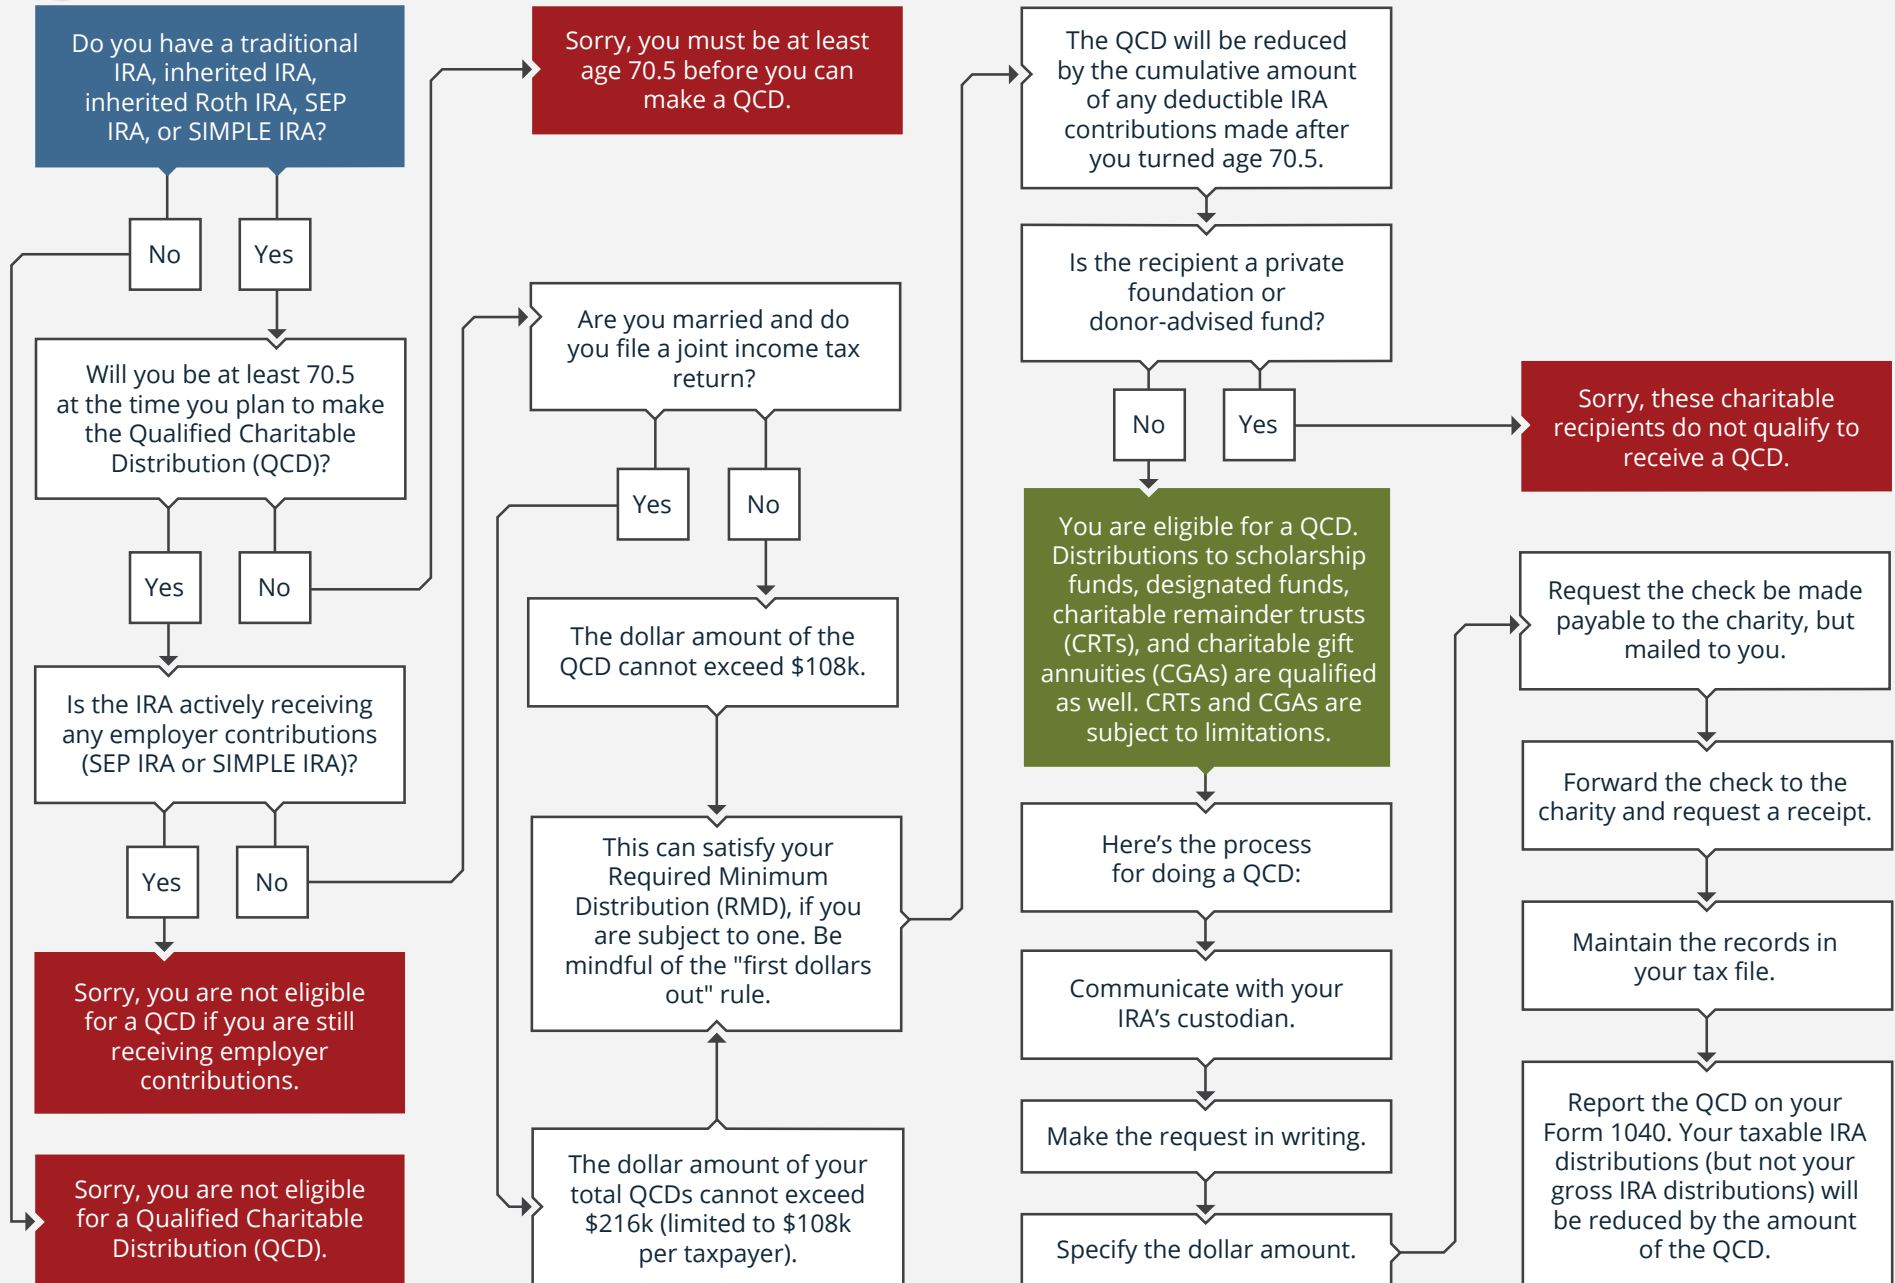 Do you have a traditional
IRA, inherited IRA,
inherited Roth IRA, SEP
IRA, or SIMPLE IRA?
No
Yes
Will you be at least 70.5
at the time you plan to make
the Qualified Charitable
Distribution (QCD)?
Yes
No
Is the IRA actively receiving
any employer contributions
(SEP IRA or SIMPLE IRA)?
Yes
No
Sorry, you are not eligible
for a QCD if you are still
receiving employer
contributions.
Sorry, you are not eligible
for a Qualified Charitable
Distribution (QCD).
Sorry, you must be at least
age 70.5 before you can
make a QCD.
Are you married and do
you file a joint income tax
return?
Yes
No
The dollar amount of the
QCD cannot exceed $108k.
This can satisfy your
Required Minimum
Distribution (RMD), if you
are subject to one. Be
mindful of the "first dollars
out" rule.
The dollar amount of your
total QCDs cannot exceed
$216k (limited to $108k
per taxpayer).
The QCD will be reduced
by the cumulative amount
of any deductible IRA
contributions made after
you turned age 70.5.
Is the recipient a private
foundation or
donor-advised fund?
No
Yes
Sorry, these charitable
recipients do not qualify to
receive a QCD.
You are eligible for a QCD.
Distributions to scholarship
funds, designated funds,
charitable remainder trusts
(CRTs), and charitable gift
annuities (CGAs) are qualified
as well. CRTs and CGAs are
subject to limitations.
Here’s the process
for doing a QCD:
Communicate with your
IRA’s custodian.
Make the request in writing.
Specify the dollar amount.
Request the check be made
payable to the charity, but
mailed to you.
Forward the check to the
charity and request a receipt.
Maintain the records in
your tax file.
Report the QCD on your
Form 1040. Your taxable IRA
distributions (but not your
gross IRA distributions) will
be reduced by the amount
of the QCD.